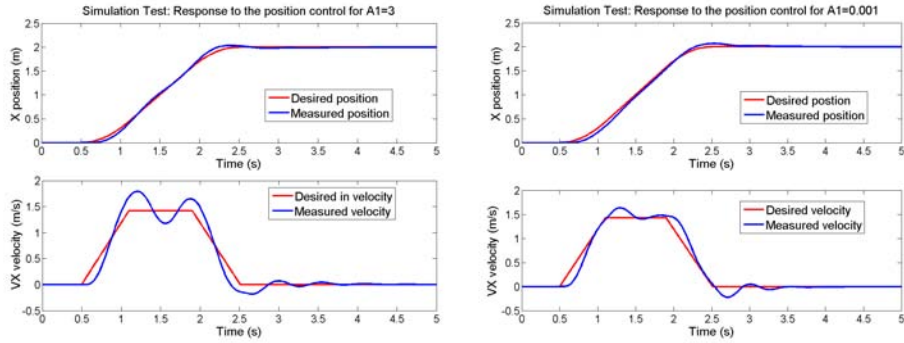 Simulation Test: Response to the position control for A1=3
2.5
2
1.5
1
0.5
0
X position (m)
Desired position
Measured position
0 0.5 1 1.5 2 2.5 3 3.5 4 4.5 5
Time (s)
2
1.5
1
0.5
0
-0.5
VX velocity (m/s)
Desired in velocity
Measured velocity
0 0.5 1 1.5 2 2.5 3 3.5 4 4.5 5
Time (s)
Simulation Test: Response to the position control for A1=0.001
2.5
2
1.5
1
0.5
0
X position (m)
Desired postion
Measured position
0 0.5 1 1.5 2 2.5 3 3.5 4 4.5 5
Time (s)
2
1.5
1
0.5
0
-0.5
VX velocity (m/s)
Desired velocity
Measured velocity
0 0.5 1 1.5 2 2.5 3 3.5 4 4.5 5
Time (s)